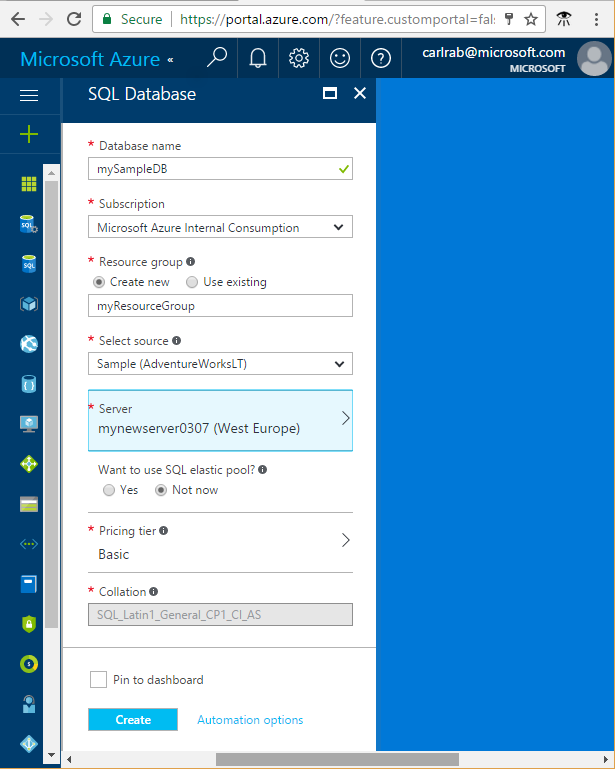 Secure
https://portal.azure.com/?feature.customportal=fal
Microsoft Azure «
carlrab@microsoft.com
MICROSOFT
SQL Database
* Database name
mySampleDB
* Subscription
Microsoft Azure Internal Consumption
* Resource group
Create new Use existing
myResourceGroup
* Select source
Sample (AdventureWorksLT)
* Server
mynewserver0307 (West Europe)
Want to use SQL elastic pool?
Yes Not now
* Pricing tier
Basic
* Collation
SQL_Latin1_General_CP1_CI_AS
Pin to dashboard
Create Automation options
SQL
SQL